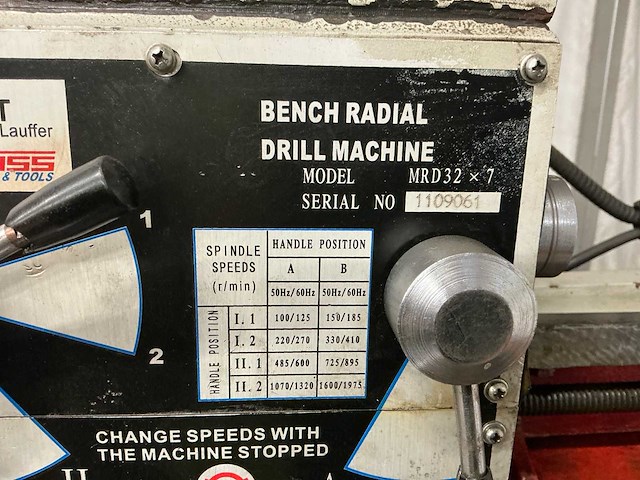 T
Lauffer
& TOOLS
BENCH RADIAL
DRILL MACHINE
MODEL MRD32 × 7
SERIAL NO 1109061
1
2
SPINDLE SPEEDS (r/min) HANDLE POSITION
A B
50Hz/60Hz 50Hz/60Hz
HANDLE POSITION
I. 1 100/125 150/185
I. 2 220/270 330/410
II. 1 485/600 725/895
II. 2 1070/1320 1600/1975
CHANGE SPEEDS WITH
THE MACHINE STOPPED
II A